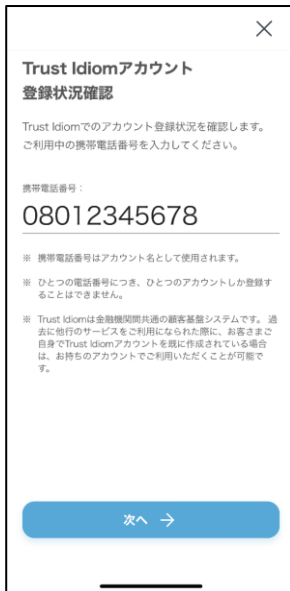 Trust Idiomアカウント
登録状況確認
Trust Idiomでのアカウント登録状況を確認します。
ご利用中の携帯電話番号を入力してください。
携帯電話番号：
08012345678
※ 携帯電話番号はアカウント名として使用されます。
※ ひとつの電話番号につき、ひとつのアカウントしか登録す
ることはできません。
※ Trust Idiomは金融機関間共通の顧客基盤システムです。 過
去に他行のサービスをご利用になられた際に、お客さまご
自身でTrust Idiomアカウントを既に作成されている場合
は、お持ちのアカウントでご利用いただくことが可能で
す。
次へ →